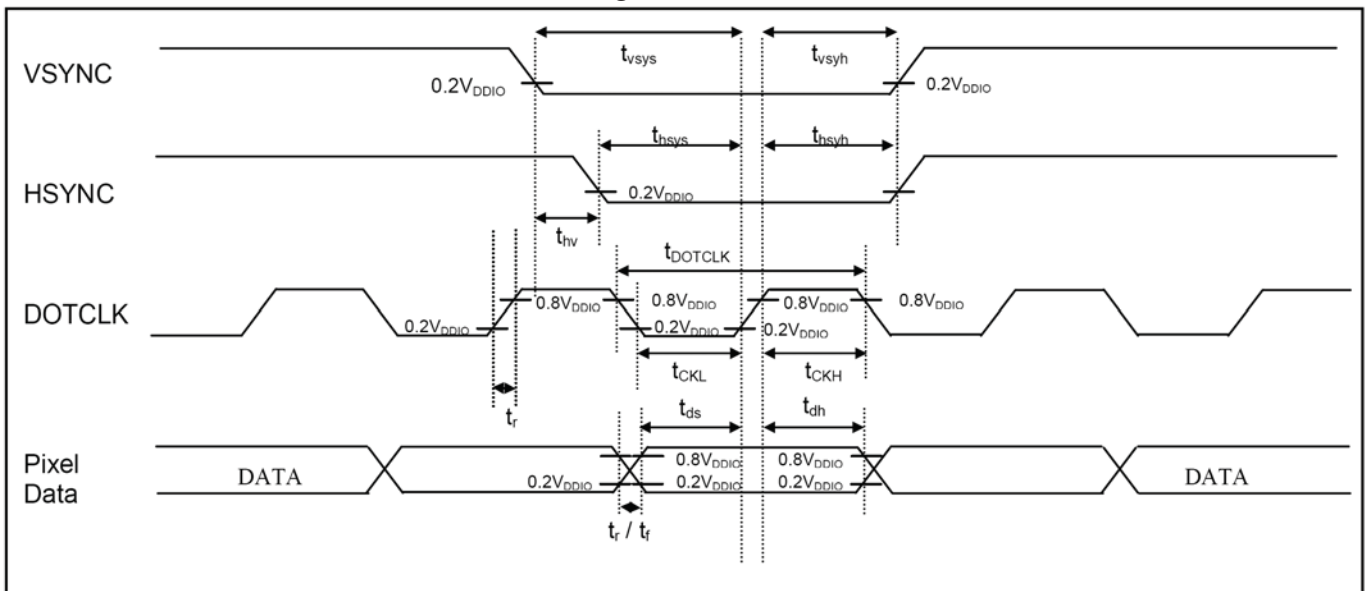 VSYNC
t_vsys t_vsyh
0.2V_DDIO 0.2V_DDIO
HSYNC
t_hsys t_hsyh
0.2V_DDIO
t_hv
t_DOTCLK
DOTCLK
0.2V_DDIO 0.8V_DDIO 0.8V_DDIO 0.2V_DDIO 0.8V_DDIO 0.2V_DDIO 0.8V_DDIO
t_r
t_CKL t_CKH
t_ds t_dh
Pixel
Data
DATA DATA
0.8V_DDIO 0.8V_DDIO
0.2V_DDIO 0.2V_DDIO 0.2V_DDIO
t_r / t_f